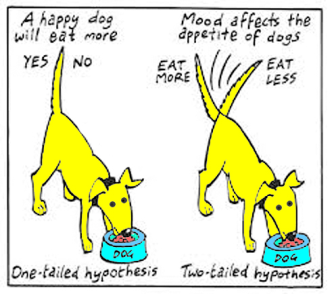 A happy dog
will eat more
YES NO
DOG
One-tailed hypothesis
Mood affects the
appetite of dogs
EAT MORE
EAT LESS
DOG
Two-tailed hypothesis